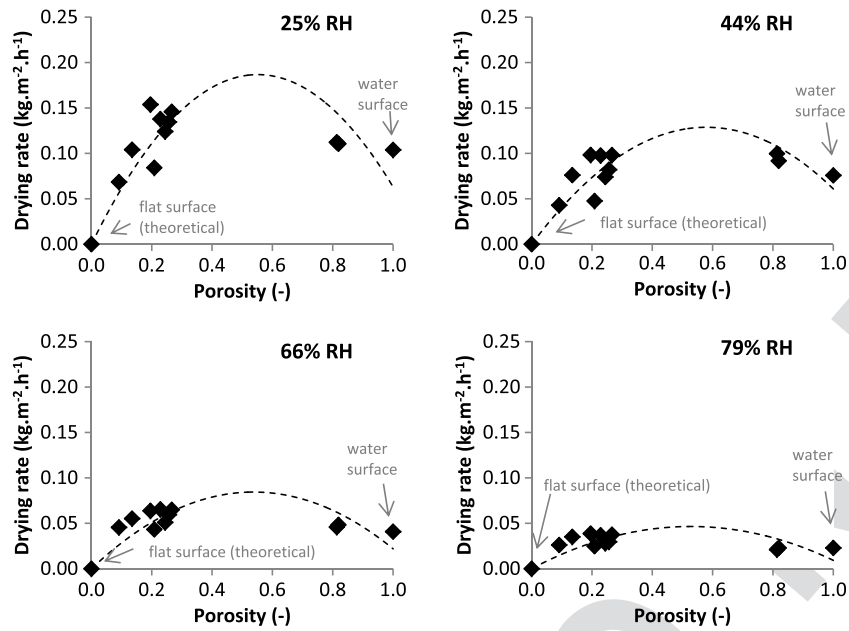 25% RH
Drying rate (kg.m-2.h-1)
0.25
0.20
0.15
0.10
0.05
0.00
water
surface
flat surface
(theoretical)
0.0 0.2 0.4 0.6 0.8 1.0
Porosity (-)
44% RH
Drying rate (kg.m-2.h-1)
0.25
0.20
0.15
0.10
0.05
0.00
water
surface
flat surface (theoretical)
0.0 0.2 0.4 0.6 0.8 1.0
Porosity (-)
66% RH
Drying rate (kg.m-2.h-1)
0.25
0.20
0.15
0.10
0.05
0.00
water
surface
flat surface (theoretical)
0.0 0.2 0.4 0.6 0.8 1.0
Porosity (-)
79% RH
Drying rate (kg.m-2.h-1)
0.25
0.20
0.15
0.10
0.05
0.00
water
surface
flat surface (theoretical)
0.0 0.2 0.4 0.6 0.8 1.0
Porosity (-)